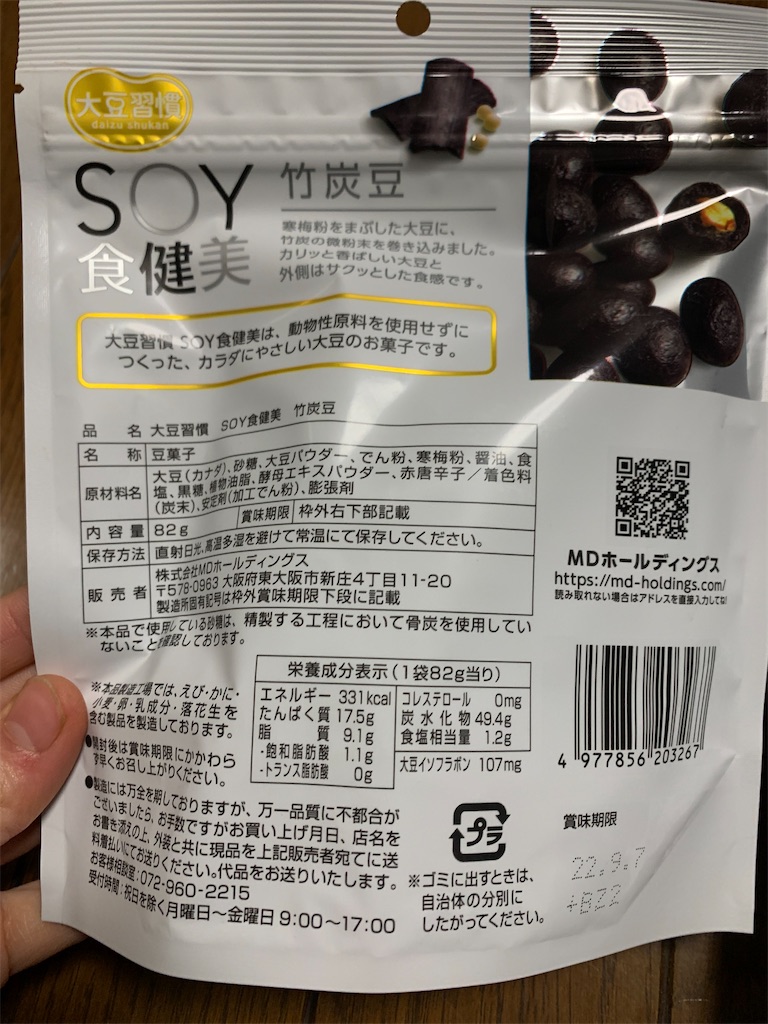 大豆習慣
daizu shukan
SOY
食健美
竹炭豆
寒梅粉をまぶした大豆に、
竹炭の微粉末を巻き込みました。
カリッと香ばしい大豆と
外側はサクッとした食感です。
大豆習慣 SOY食健美は、動物性原料を使用せずに
つくった、カラダにやさしい大豆のお菓子です。
品名 大豆習慣 SOY食健美 竹炭豆
名称 豆菓子
原材料名 大豆(カナダ)、砂糖、大豆パウダー、でん粉、寒梅粉、醤油、食
塩、黒糖、植物油脂、酵母エキスパウダー、赤唐辛子/着色料
(炭末)、安定剤(加工でん粉)、膨張剤
内容量 82g 賞味期限 枠外右下部記載
保存方法 直射日光、高温多湿を避けて常温にて保存してください。
販売者 株式会社MDホールディングス
〒578-0963 大阪府東大阪市新庄4丁目11-20
製造所固有記号は枠外賞味期限下段に記載
※本品で使用している砂糖は、精製する工程において骨炭を使用してい
ないことを確認しております。
MDホールディングス
https://md-holdings.com/
読み取れない場合はアドレスを直接入力してね!
※本品製造工場では、えび・かに・
小麦・卵・乳成分・落花生を
含む製品を製造しております。
●開封後は賞味期限にかかわら
ず早くお召し上がりください。
栄養成分表示(1袋82g当り)
エネルギー 331kcal
たんぱく質 17.5g
脂質 9.1g
-飽和脂肪酸 1.1g
-トランス脂肪酸 0g
コレステロール 0mg
炭水化物 49.4g
食塩相当量 1.2g
大豆イソフラボン 107mg
4 977856 203267
●製造には万全を期しておりますが、万一品質に不都合が
ございましたら、お手数ですがお買い上げ月日、店名を
お書き添えの上、外装と共に現品を上記販売者宛てに送
料着払いにてお送りください。代品をお送りいたします。
お客様相談室:072-960-2215
受付時間:祝日を除く月曜日~金曜日 9:00~17:00
プラ
※ゴミに出すときは、
自治体の分別に
したがってください。
賞味期限
22.9.7
+BZ2